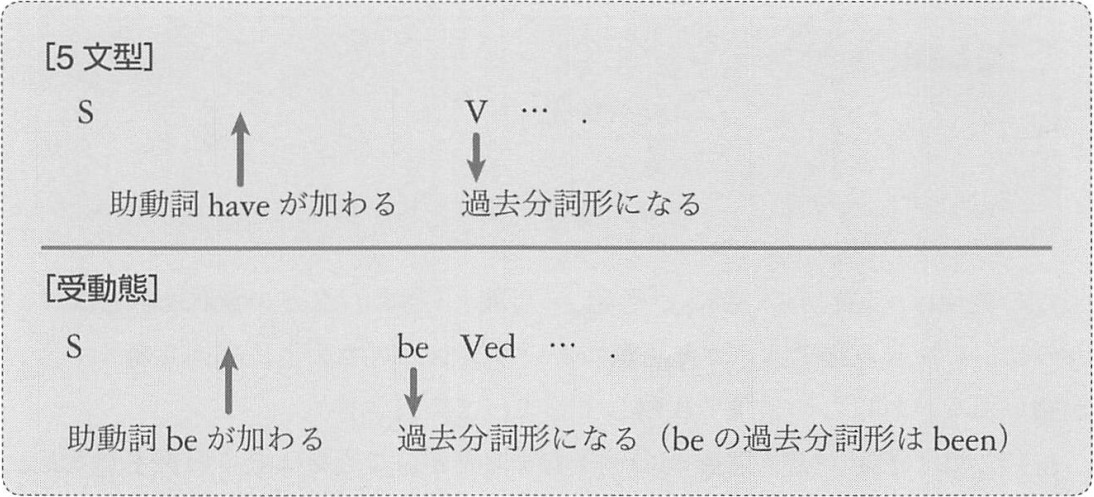 [5 文型]
S V … .
助動詞 have が加わる 過去分詞形になる
[受動態]
S be Ved … .
助動詞 be が加わる 過去分詞形になる（be の過去分詞形は been）